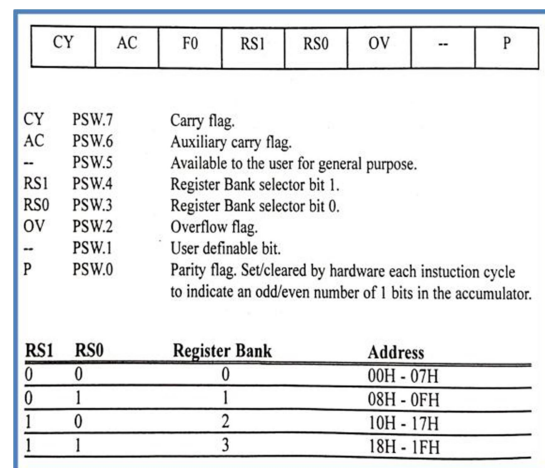 CY AC F0 RS1 RS0 OV -- P
CY PSW.7 Carry flag.
AC PSW.6 Auxiliary carry flag.
-- PSW.5 Available to the user for general purpose.
RS1 PSW.4 Register Bank selector bit 1.
RS0 PSW.3 Register Bank selector bit 0.
OV PSW.2 Overflow flag.
-- PSW.1 User definable bit.
P PSW.0 Parity flag. Set/cleared by hardware each instuction cycle
to indicate an odd/even number of 1 bits in the accumulator.
RS1 RS0 Register Bank Address
0 0 0 00H - 07H
0 1 1 08H - 0FH
1 0 2 10H - 17H
1 1 3 18H - 1FH